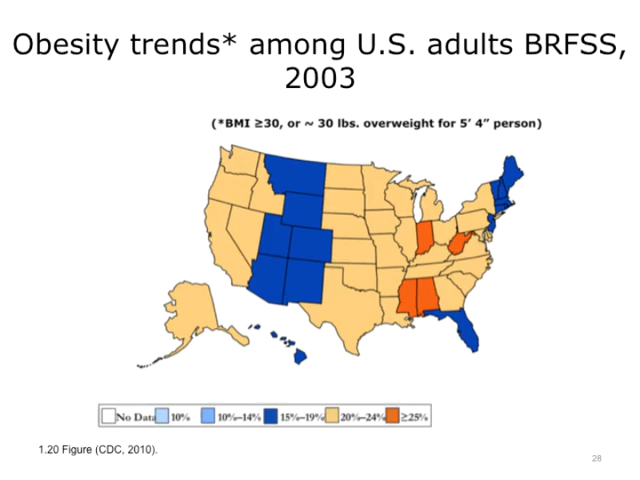 Obesity trends* among U.S. adults BRFSS,
2003
(*BMI ≥30, or ~ 30 lbs. overweight for 5’ 4” person)
No Data 10% 10%–14% 15%–19% 20%–24% ≥25%
1.20 Figure (CDC, 2010).
28